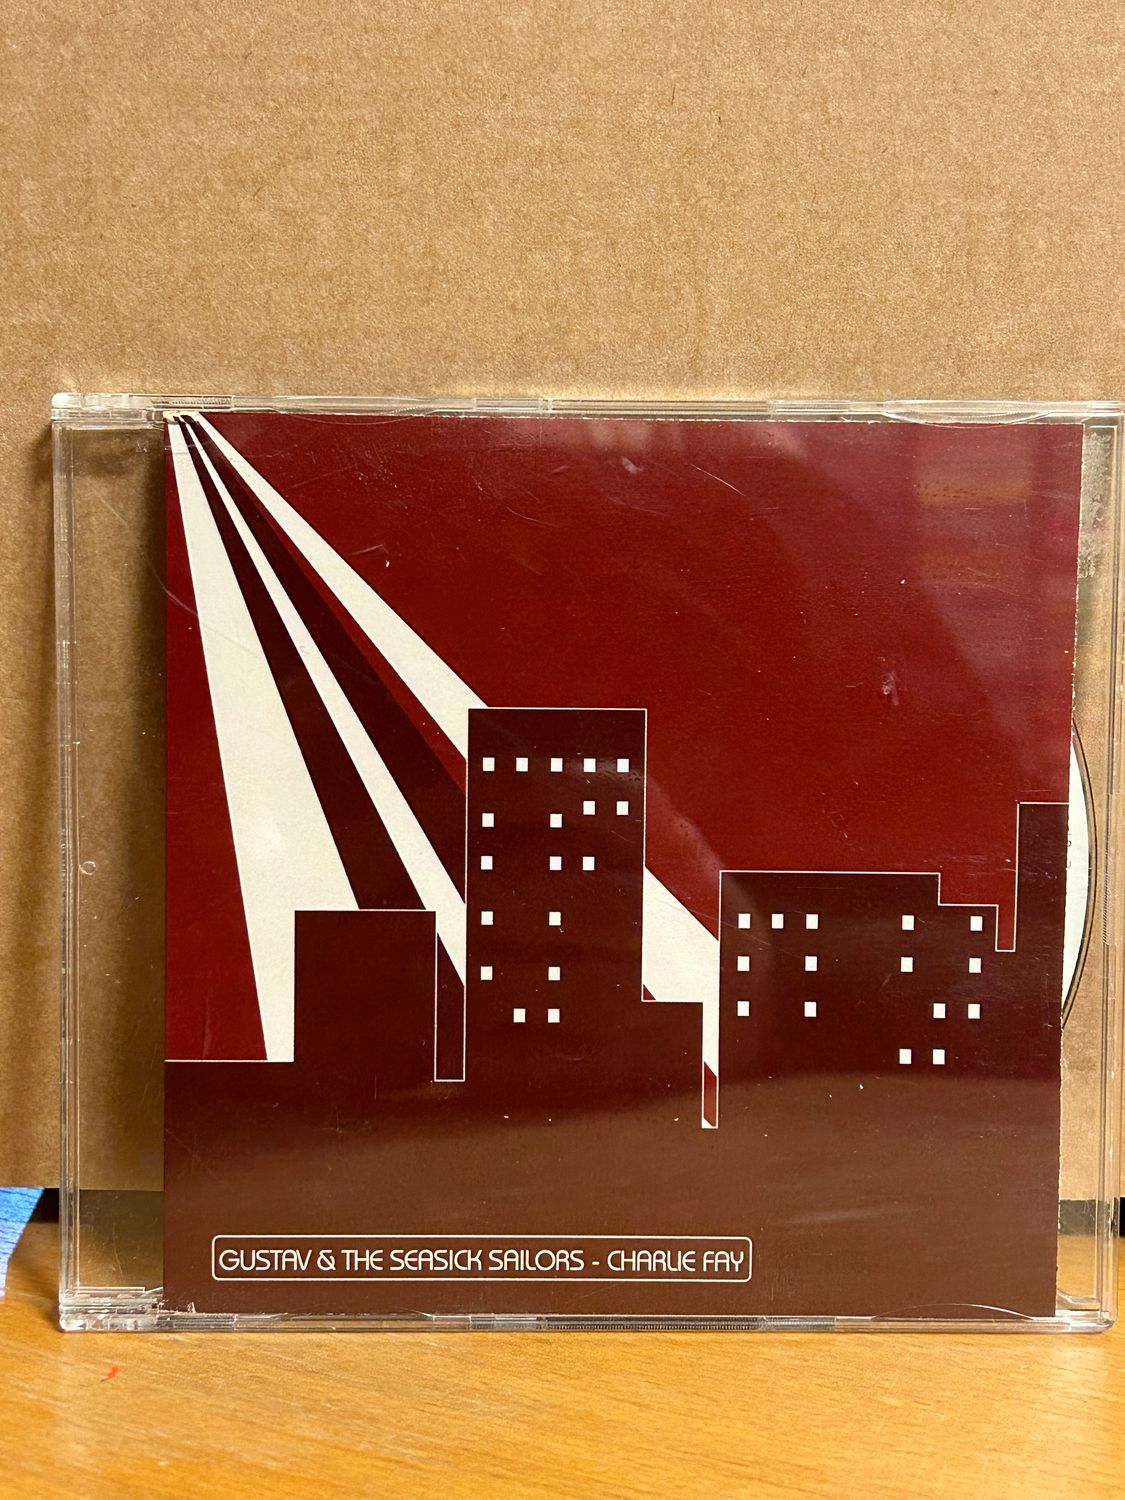 GUSTAV & THE SEASICK SAILORS - CHARLIE FAY